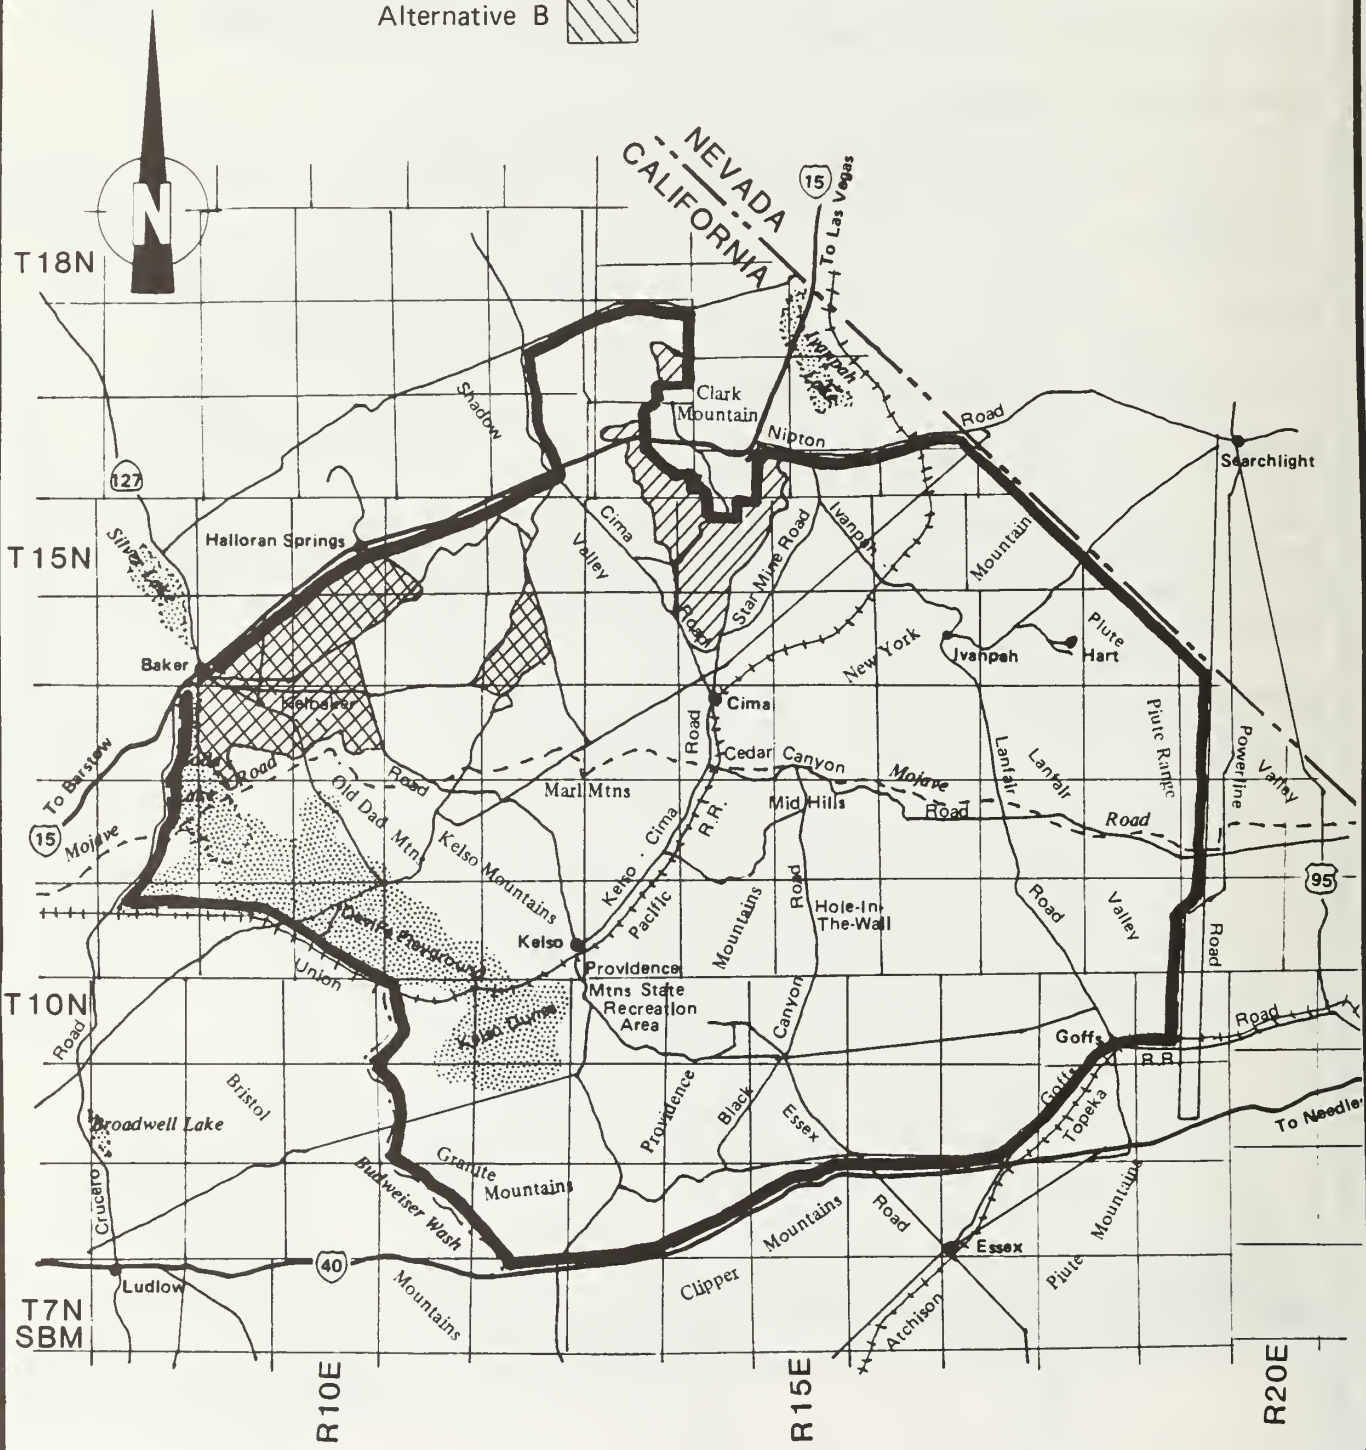 Alternative B
N
NEVADA
CALIFORNIA
15
To Las Vegas
T18N
Ivanpah
Lake
Clark
Mountain
Shadow
Valley
Nipton
Road
Searchlight
127
Silver Lake
Halloran Springs
T15N
Cima
Road
Star Mine Road
Ivanpah
Mountain
New York
Ivanpah
Piute
Hart
Baker
Kelbaker
Road
Cima
Road
Cedar Canyon
Mojave
Road
Road
Lanfair
Lanfair
Piute Range
Powerline
Valley
To Barstow
15
Mojave
Road
Lake
Old Dad
Mtns
Marl Mtns
Mid Hills
Kelso Mountains
Kelso - Cima
R.R.
Pacific
Mountains
Road
Hole-In-
The-Wall
Road
Valley
Road
95
Devils Playground
Kelso
Union
Providence
Mtns State
Recreation
Area
Canyon
T10N
Road
Kelso Dunes
Goffs
R.R.
Road
Bristol
Broadwell Lake
Providence
Black
Essex
Goffs
Topeka
To Needles
Granite
Mountains
Budweiser Wash
Crucero
Mountains
Road
Mountains
Essex
Piute
40
Ludlow
Mountains
Clipper
Atchison
T7N
SBM
R10E
R15E
R20E